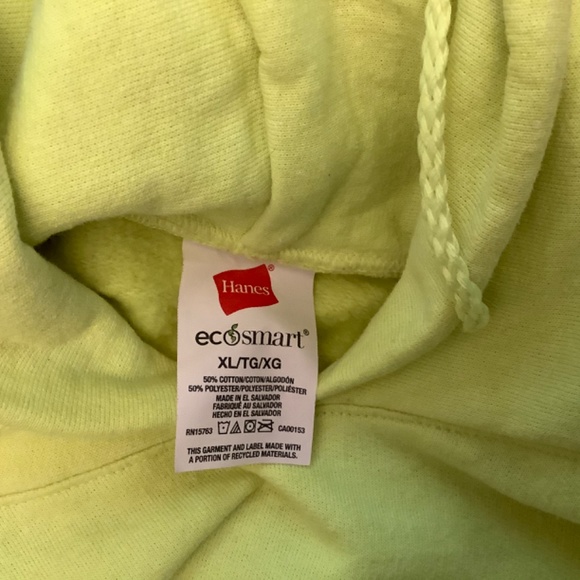 Hanes®
ecosmart®
XL/TG/XG
50% COTTON/COTON/ALGODÓN
50% POLYESTER/POLYESTER/POLIÉSTER
MADE IN EL SALVADOR
FABRIQUÉ AU SALVADOR
HECHO EN EL SALVADOR
RN15763 CA00153
THIS GARMENT AND LABEL MADE WITH
A PORTION OF RECYCLED MATERIALS.